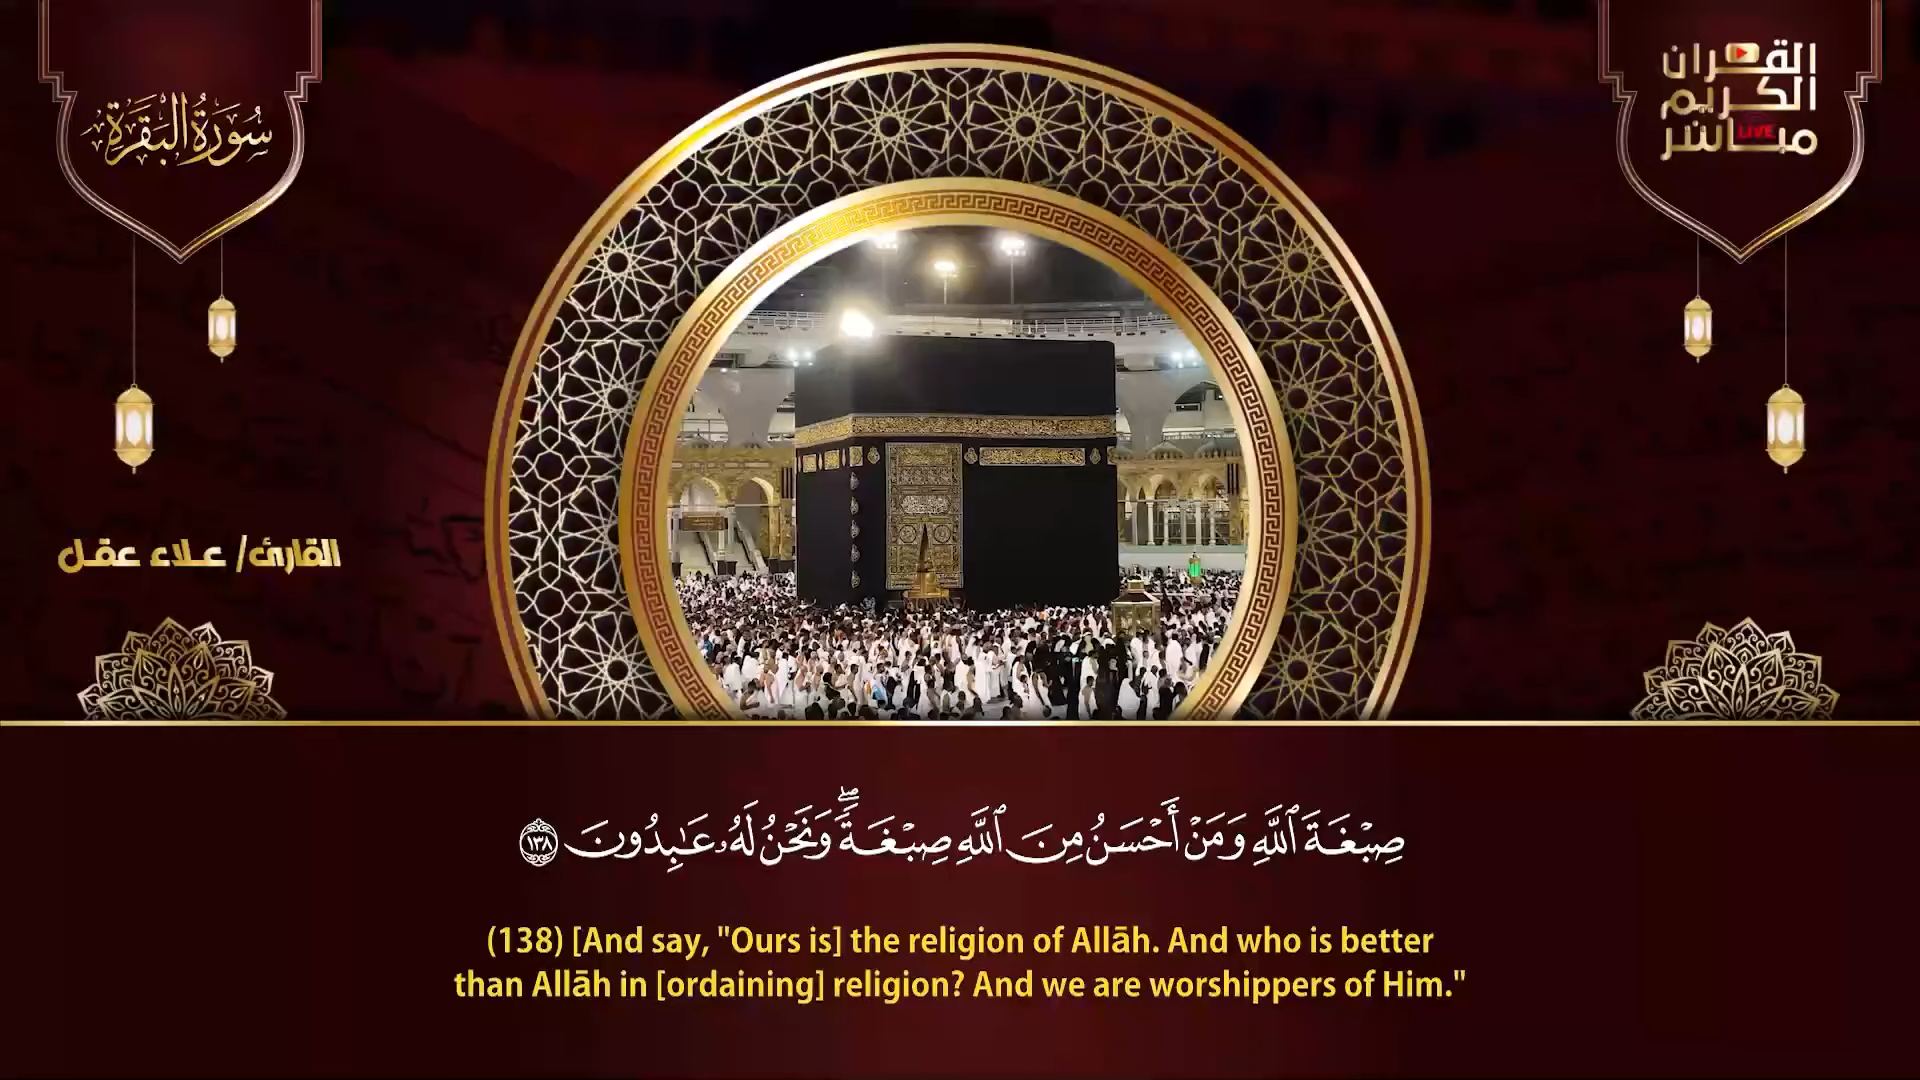 سُورَةُ البَقَرَة
القرآن
الكريم
مباشر
LIVE
القارئ/ علاء عقل
صِبْغَةَ ٱللَّهِ وَمَنْ أَحْسَنُ مِنَ ٱللَّهِ صِبْغَةًۖ وَنَحْنُ لَهُۥ عَٰبِدُونَ ١٣٨
(138) [And say, "Ours is] the religion of Allāh. And who is better
than Allāh in [ordaining] religion? And we are worshippers of Him."